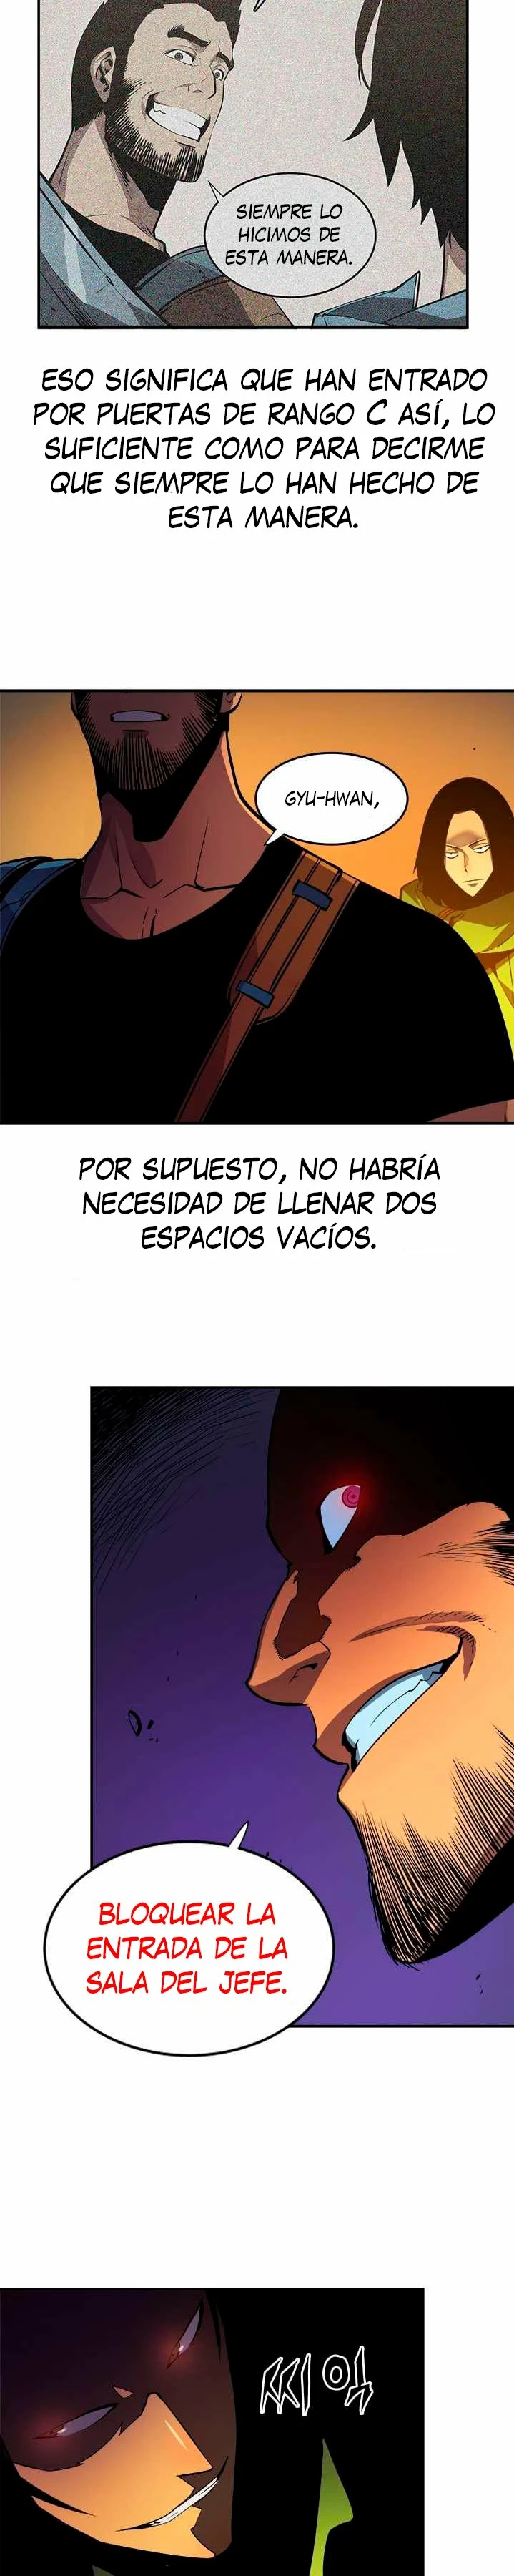 SIEMPRE LO
HICIMOS DE
ESTA MANERA.
ESO SIGNIFICA QUE HAN ENTRADO
POR PUERTAS DE RANGO C ASÍ, LO
SUFICIENTE COMO PARA DECIRME
QUE SIEMPRE LO HAN HECHO DE
ESTA MANERA.
GYU-HWAN,
POR SUPUESTO, NO HABRÍA
NECESIDAD DE LLENAR DOS
ESPACIOS VACÍOS.
BLOQUEAR LA
ENTRADA DE LA
SALA DEL JEFE.